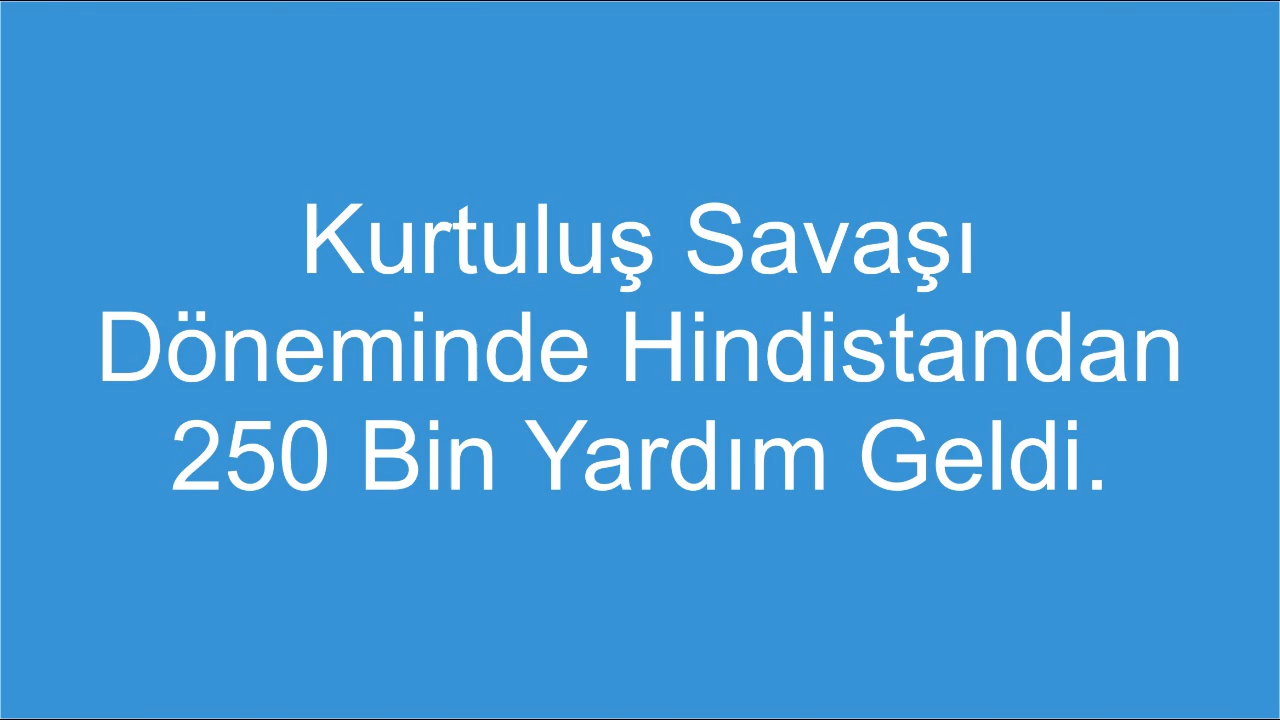 Kurtuluş Savaşı
Döneminde Hindistandan
250 Bin Yardım Geldi.